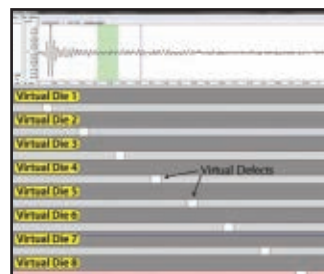 Virtual Die 1
Virtual Die 2
Virtual Die 3
Virtual Die 4
Virtual Defects
Virtual Die 5
Virtual Die 6
Virtual Die 7
Virtual Die 8